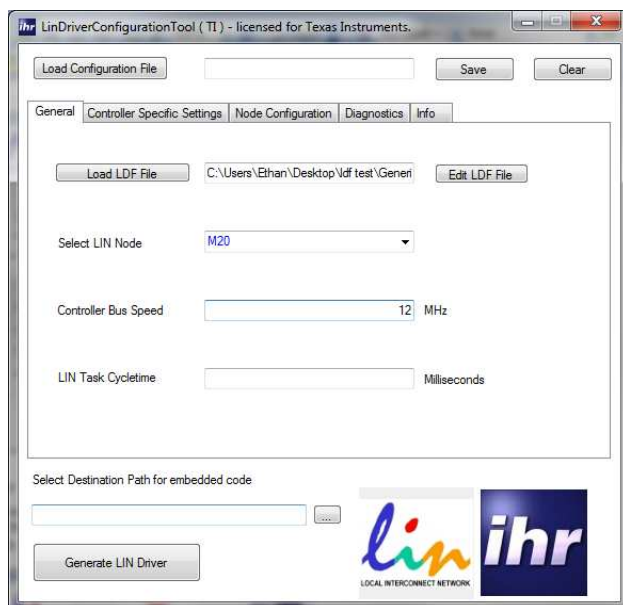 ihr LinDriverConfigurationTool ( TI ) - licensed for Texas Instruments.
Load Configuration File
Save
Clear
General
Controller Specific Settings
Node Configuration
Diagnostics
Info
Load LDF File
C:\Users\Ethan\Desktop\ldf test\Generi
Edit LDF File
Select LIN Node
M20
Controller Bus Speed
12
MHz
LIN Task Cycletime
Milliseconds
Select Destination Path for embedded code
...
Generate LIN Driver
lin
LOCAL INTERCONNECT NETWORK
ihr